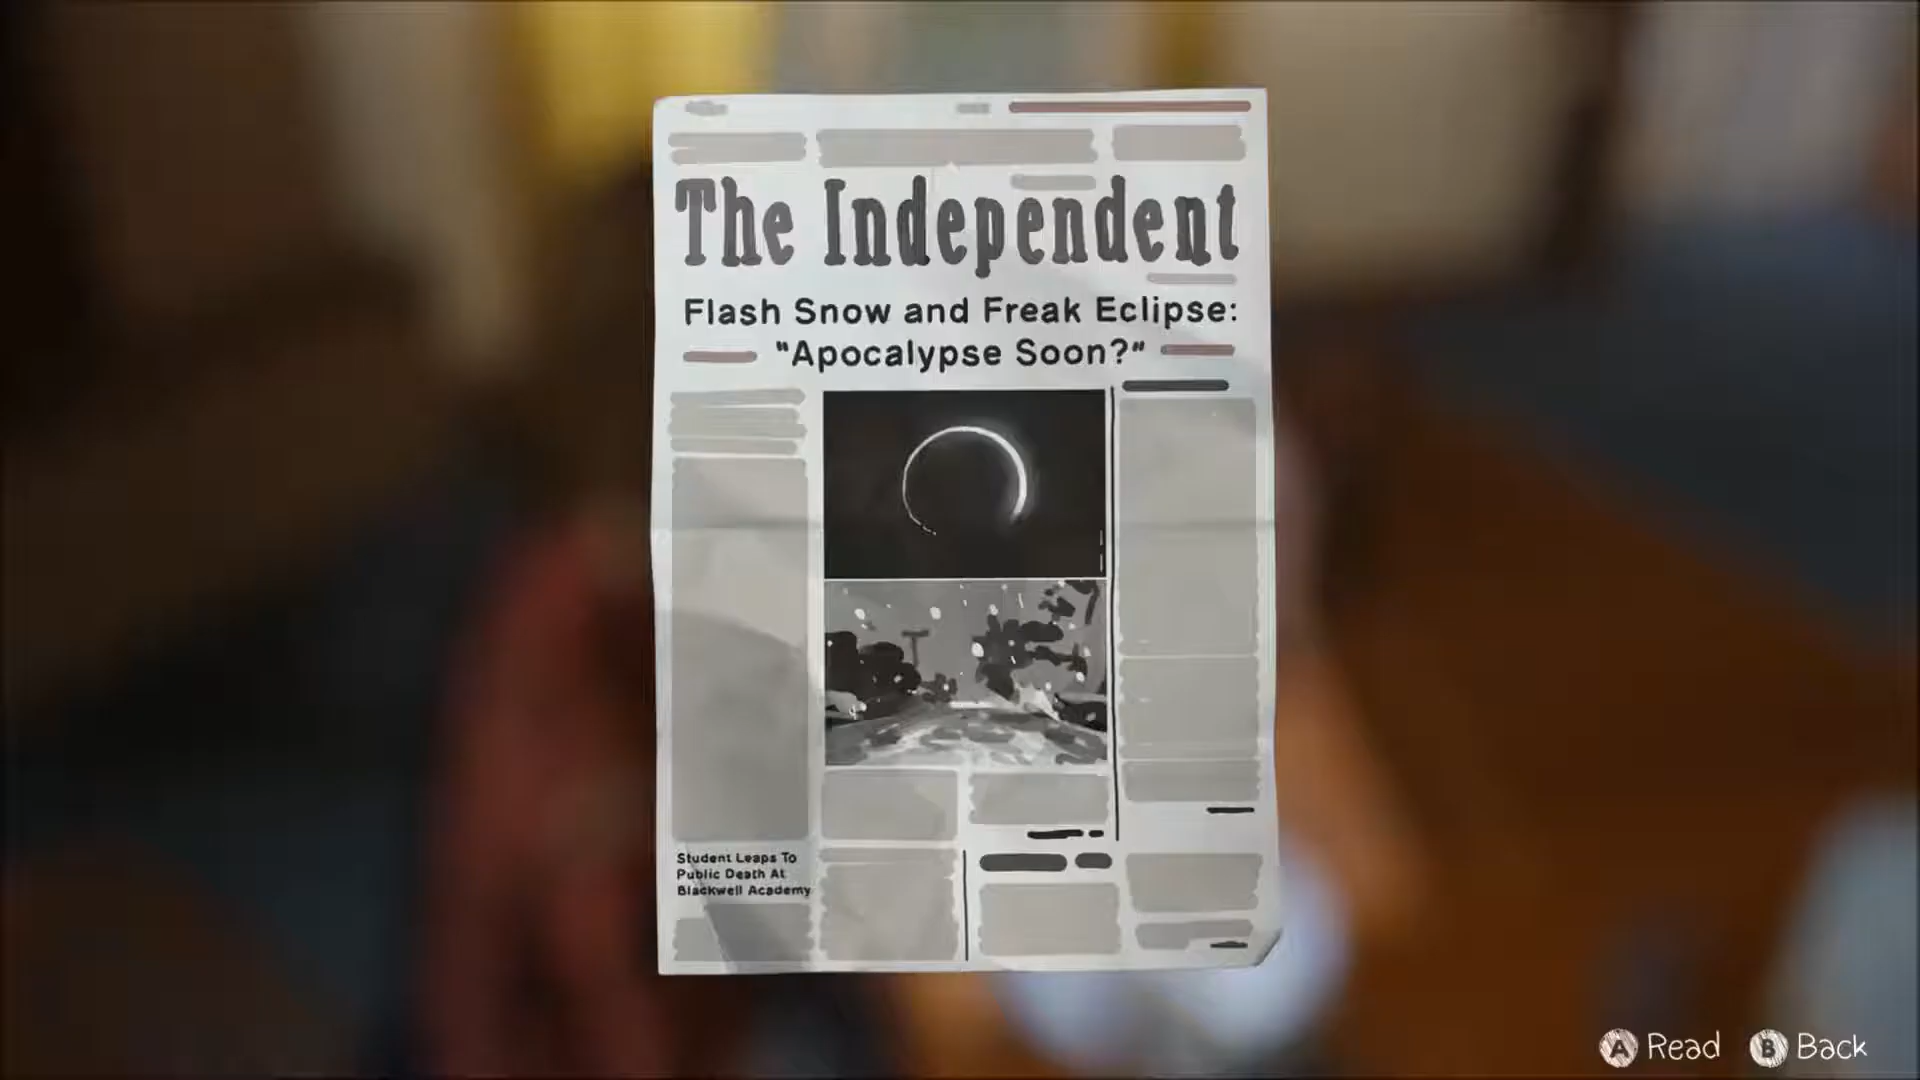 The Independent
Flash Snow and Freak Eclipse:
"Apocalypse Soon?"
Student Leaps To
Public Death At
Blackwell Academy
A Read B Back